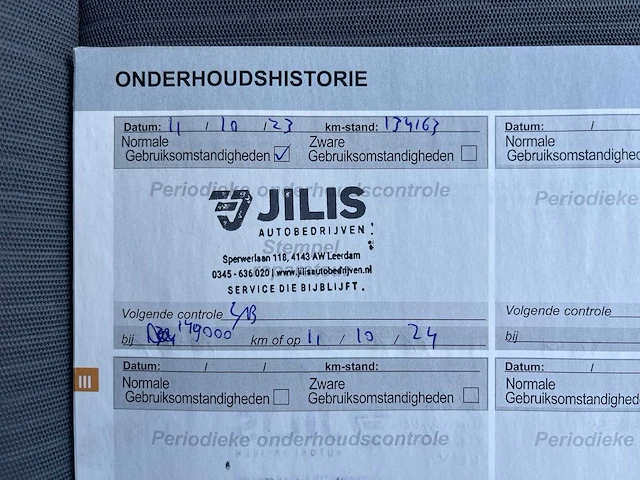 ONDERHOUDSHISTORIE
Datum: 11 / 10 / 23 km-stand: 134163
Normale Gebruiksomstandigheden
Zware Gebruiksomstandigheden
Periodieke onderhoudscontrole
JILIS
AUTOBEDRIJVEN
Stempel
Sperwerlaan 118, 4143 AW Leerdam
0345 - 636 020 | www.jilisautobedrijven.nl
SERVICE DIE BIJBLIJFT.
Volgende controle
bij 149000 km of op 11 / 10 / 24
Datum: / / km-stand:
Normale Gebruiksomstandigheden
Zware Gebruiksomstandigheden
Periodieke onderhoudscontrole
Datum: /
Normale
Gebruiksomstandighe
Periodieke
Volgende controle
bij
Datum: /
Normale
Gebruiksomstandighe
Periodieke
III